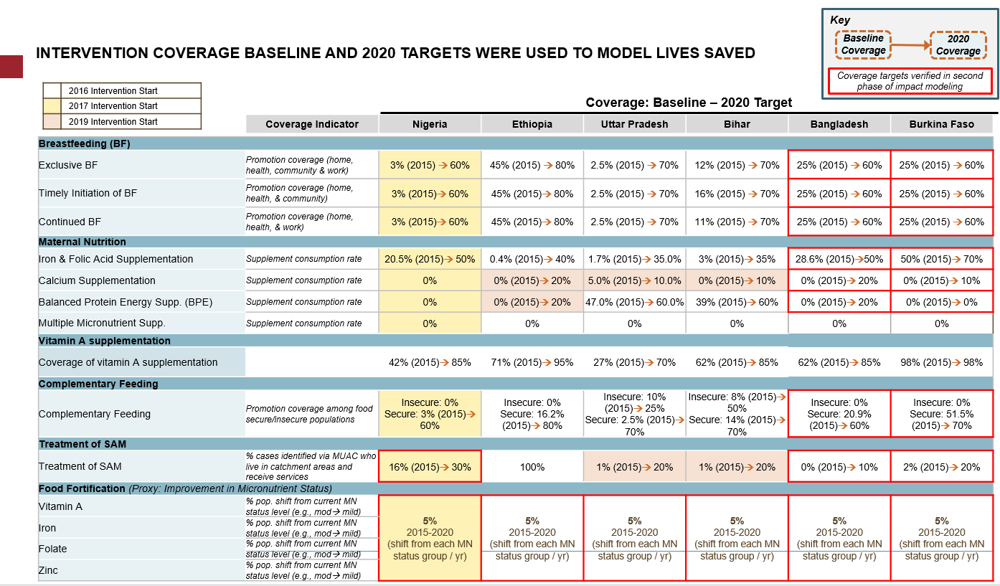 Key
Baseline
Coverage
2020
Coverage
Coverage targets verified in second
phase of impact modeling
INTERVENTION COVERAGE BASELINE AND 2020 TARGETS WERE USED TO MODEL LIVES SAVED
2016 Intervention Start
2017 Intervention Start
2019 Intervention Start
Coverage: Baseline – 2020 Target
Coverage Indicator Nigeria Ethiopia Uttar Pradesh Bihar Bangladesh Burkina Faso
Breastfeeding (BF)
Exclusive BF
Promotion coverage (home,
health, community & work)
3% (2015) → 60% 45% (2015) → 80% 2.5% (2015) → 70% 12% (2015) → 70% 25% (2015) → 60% 25% (2015) → 60%
Timely Initiation of BF
Promotion coverage (home,
health, & community)
3% (2015)→ 60% 45% (2015)→ 80% 2.5% (2015) → 70% 16% (2015) → 70% 25% (2015) → 60% 25% (2015) → 60%
Continued BF
Promotion coverage (home,
health, & work)
3% (2015)→ 60% 45% (2015)→ 80% 2.5% (2015) → 70% 11% (2015) → 70% 25% (2015) → 60% 25% (2015) → 60%
Maternal Nutrition
Iron & Folic Acid Supplementation Supplement consumption rate 20.5% (2015)→ 50% 0.4% (2015)→ 40% 1.7% (2015)→ 35.0% 3% (2015)→ 35% 28.6% (2015)→50% 50% (2015)→ 70%
Calcium Supplementation Supplement consumption rate 0% 0% (2015)→ 20% 5.0% (2015)→ 10.0% 0% (2015)→ 10% 0% (2015)→ 20% 0% (2015)→ 10%
Balanced Protein Energy Supp. (BPE) Supplement consumption rate 0% 0% (2015)→ 20% 47.0% (2015)→ 60.0% 39% (2015)→ 60% 0% (2015)→ 20% 0% (2015)→ 0%
Multiple Micronutrient Supp. Supplement consumption rate 0% 0% 0% 0% 0% 0%
Vitamin A supplementation
Coverage of vitamin A supplementation 42% (2015)→ 85% 71% (2015)→ 95% 27% (2015)→ 70% 62% (2015)→ 85% 62% (2015)→ 85% 98% (2015)→ 98%
Complementary Feeding
Complementary Feeding
Promotion coverage among food
secure/insecure populations
Insecure: 0%
Secure: 3% (2015)→
60%
Insecure: 0%
Secure: 16.2%
(2015)→ 80%
Insecure: 10%
(2015)→ 25%
Secure: 2.5% (2015)→
70%
Insecure: 8% (2015)→
50%
Secure: 14% (2015)→
70%
Insecure: 0%
Secure: 20.9%
(2015)→ 60%
Insecure: 0%
Secure: 51.5%
(2015)→ 70%
Treatment of SAM
Treatment of SAM
% cases identified via MUAC who
live in catchment areas and
receive services
16% (2015)→ 30% 100% 1% (2015)→ 20% 1% (2015)→ 20% 0% (2015)→ 10% 2% (2015)→ 20%
Food Fortification (Proxy: Improvement in Micronutrient Status)
Vitamin A
% pop. shift from current MN
status level (e.g., mod→ mild)
Iron
% pop. shift from current MN
status level (e.g., mod→ mild)
Folate
% pop. shift from current MN
status level (e.g., mod→ mild)
Zinc
% pop. shift from current MN
status level (e.g., mod→ mild)
5%
2015-2020
(shift from each MN
status group / yr)
5%
2015-2020
(shift from each MN
status group / yr)
5%
2015-2020
(shift from each MN
status group / yr)
5%
2015-2020
(shift from each MN
status group / yr)
5%
2015-2020
(shift from each MN
status group / yr)
5%
2015-2020
(shift from each MN
status group / yr)